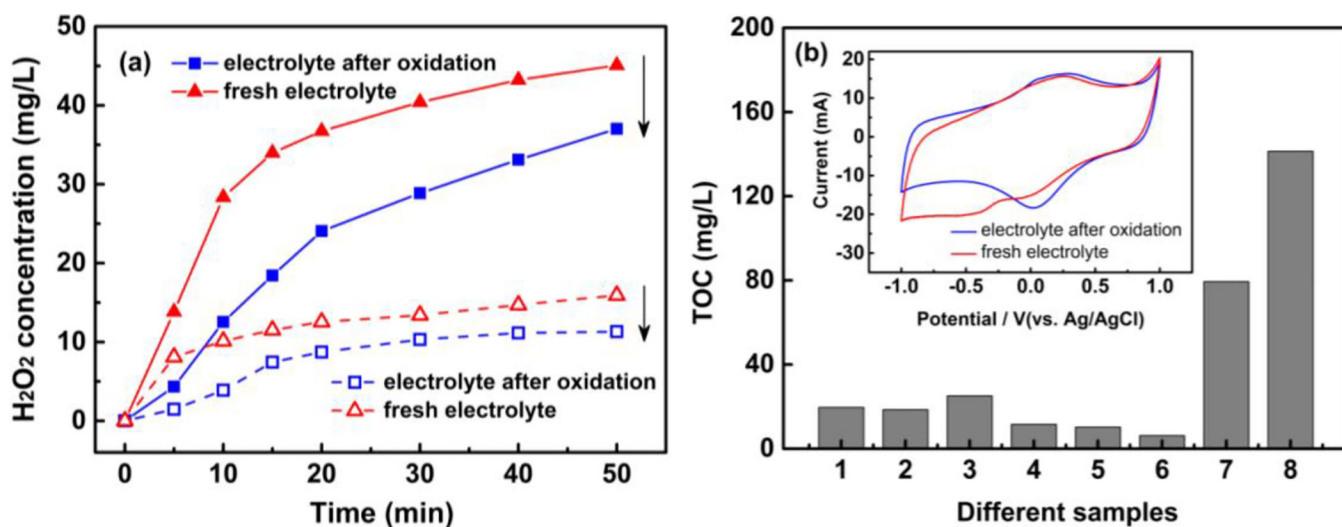 (a)
electrolyte after oxidation
fresh electrolyte
electrolyte after oxidation
fresh electrolyte
H₂O₂ concentration (mg/L)
50
40
30
20
10
0
0 10 20 30 40 50
Time (min)
(b)
TOC (mg/L)
200
160
120
80
40
0
1 2 3 4 5 6 7 8
Different samples
Current (mA)
20
10
0
-10
-20
-30
electrolyte after oxidation
fresh electrolyte
-1.0 -0.5 0.0 0.5 1.0
Potential / V(vs. Ag/AgCl)